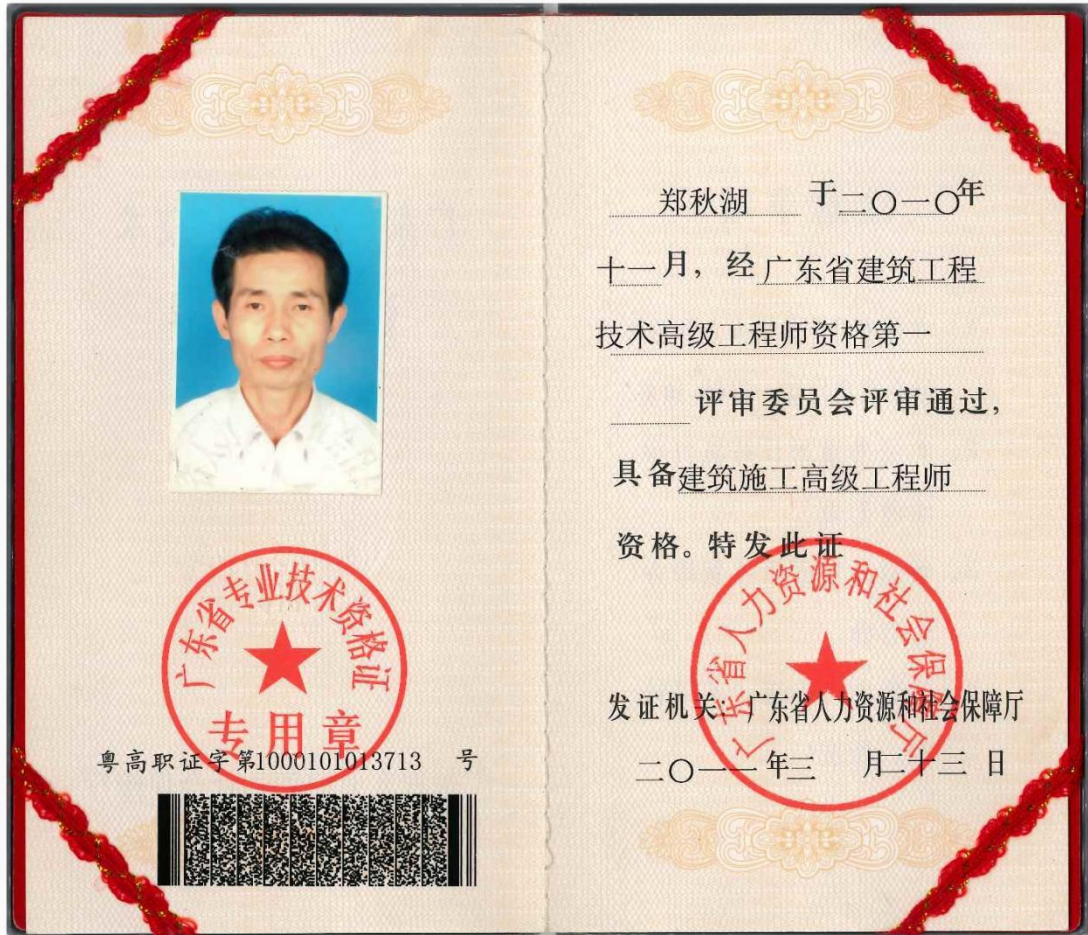 广东省专业技术资格证
专用章
粤高职证字第1000101013713 号
郑秋湖 于二〇一〇年
十一月，经广东省建筑工程
技术高级工程师资格第一
评审委员会评审通过，
具备建筑施工高级工程师
资格。特发此证
广东省人力资源和社会保障厅
发证机关：广东省人力资源和社会保障厅
二〇一一年三 月二十三日